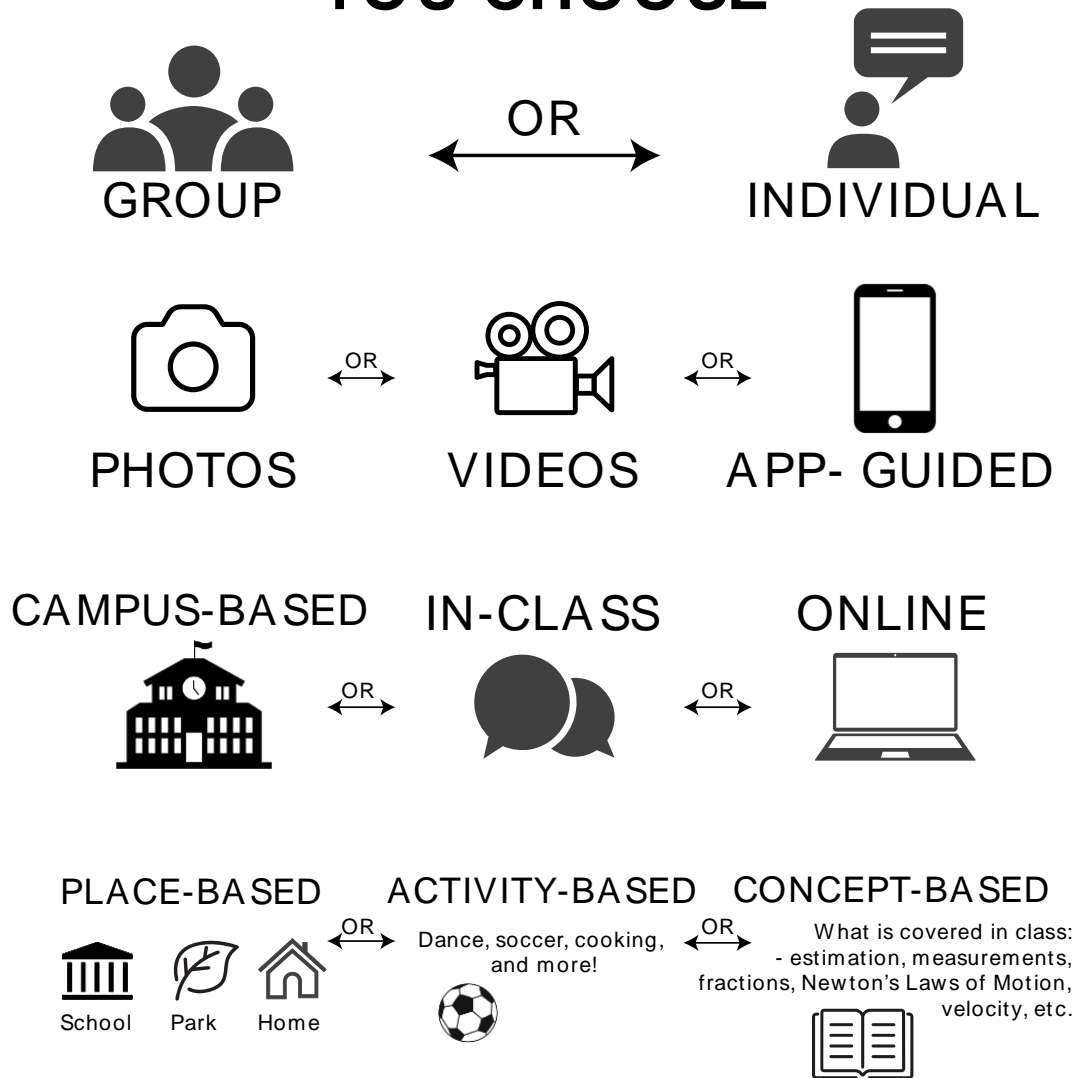 YOU CHOOSE
OR
GROUP
INDIVIDUAL
OR
OR
PHOTOS
VIDEOS
APP- GUIDED
CAMPUS-BASED
IN-CLASS
ONLINE
OR
OR
PLACE-BASED
ACTIVITY-BASED
CONCEPT-BASED
OR
OR
Dance, soccer, cooking,
and more!
What is covered in class:
- estimation, measurements,
fractions, Newton's Laws of Motion,
velocity, etc.
School
Park
Home